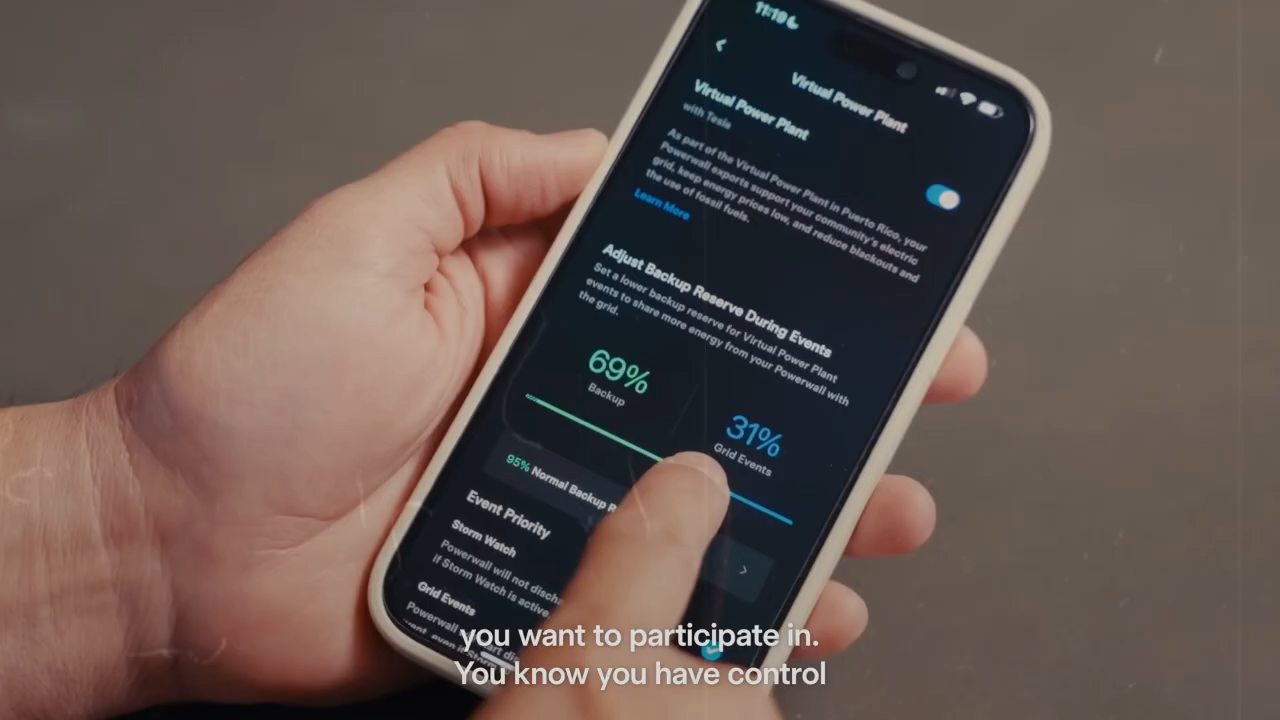 11:19
Virtual Power Plant
Virtual Power Plant
with Tesla
As part of the Virtual Power Plant in Puerto Rico, your
Powerwall exports support your community's electric
grid, keep energy prices low, and reduce blackouts and
the use of fossil fuels.
Learn More
Adjust Backup Reserve During Events
Set a lower backup reserve for Virtual Power Plant
events to share more energy from your Powerwall with
the grid.
69%
Backup
31%
Grid Events
95% Normal Backup
Event Priority
Storm Watch
Powerwall will not
if Storm Watch is active
Grid Events
Powerwall
you want to participate in.
You know you have control